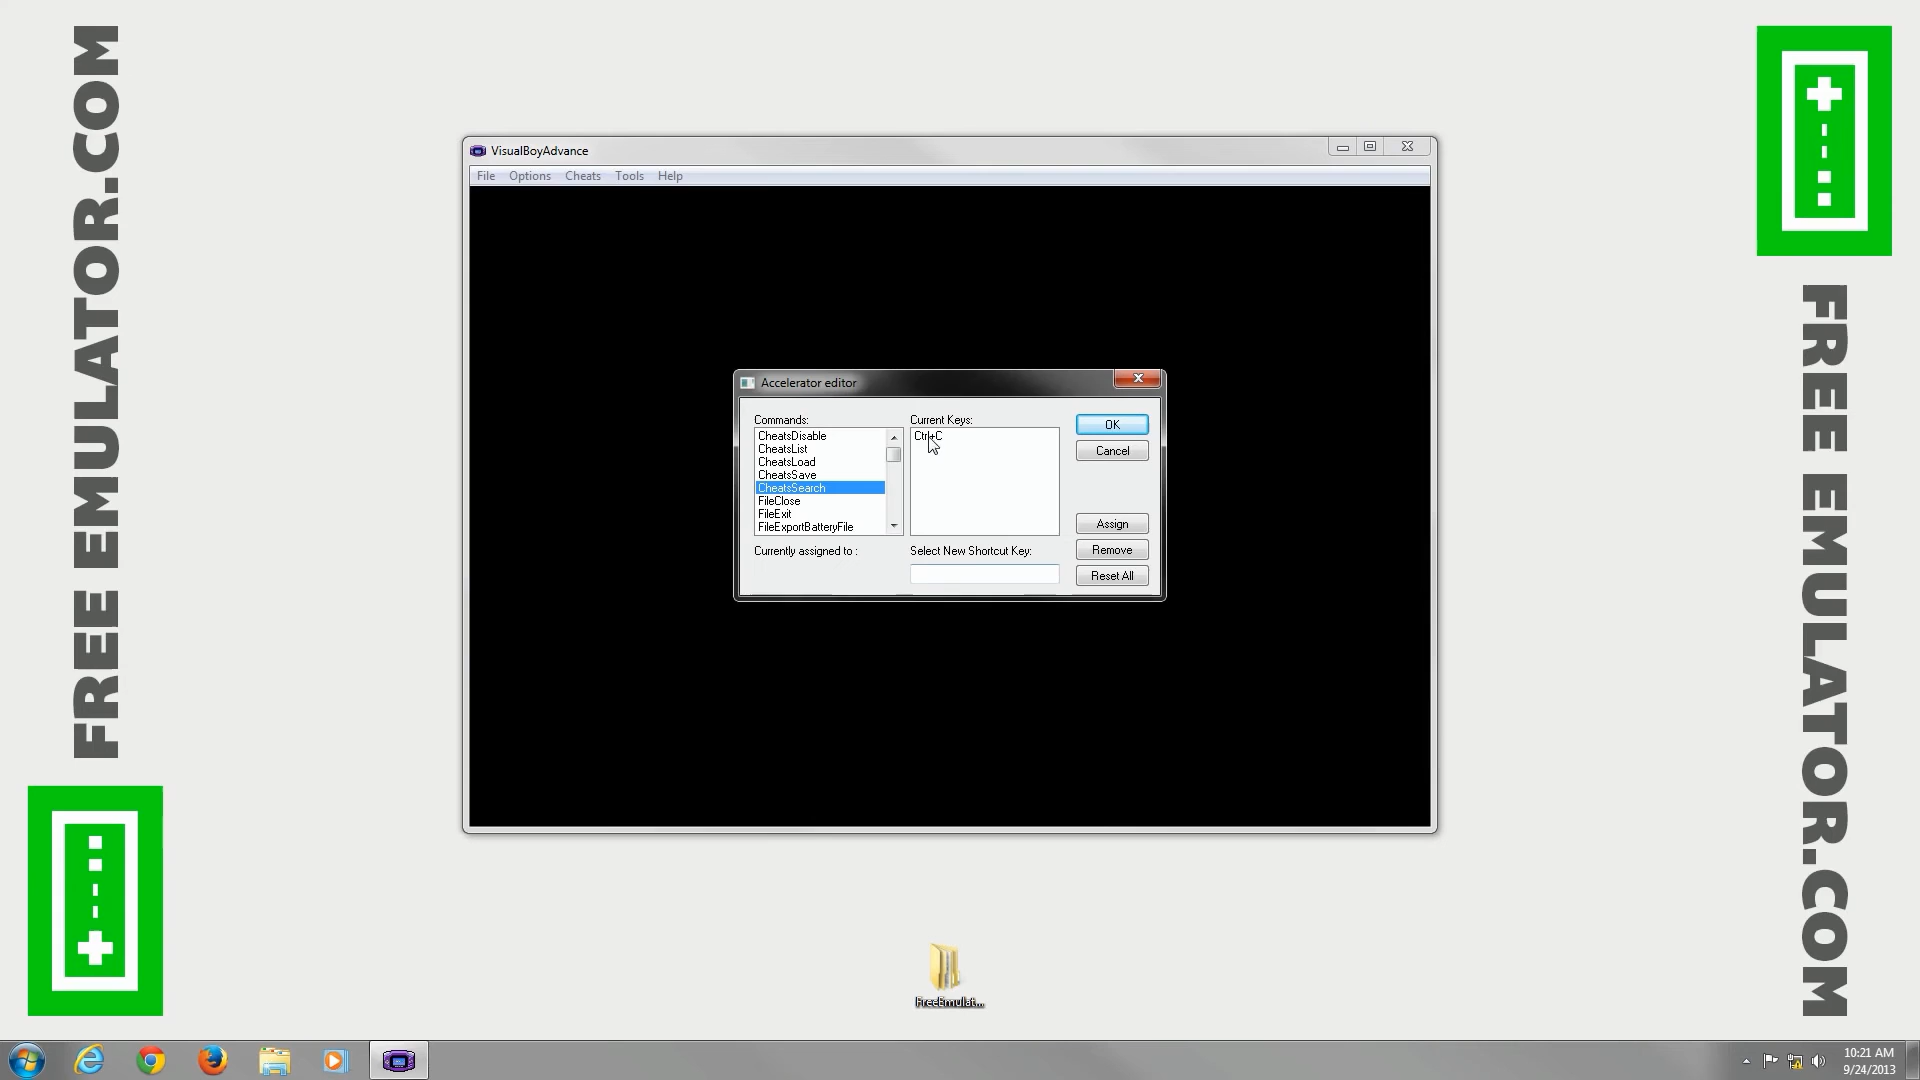 FREE EMULATOR.COM
VisualBoyAdvance
File Options Cheats Tools Help
Accelerator editor
Commands:
CheatsDisable
CheatsList
CheatsLoad
CheatsSave
CheatsSearch
FileClose
FileExit
FileExportBatteryFile
Currently assigned to :
Current Keys:
Ctrl+C
Select New Shortcut Key:
OK
Cancel
Assign
Remove
Reset All
FREE EMULATOR.COM
FreeEmulat...
10:21 AM
9/24/2013